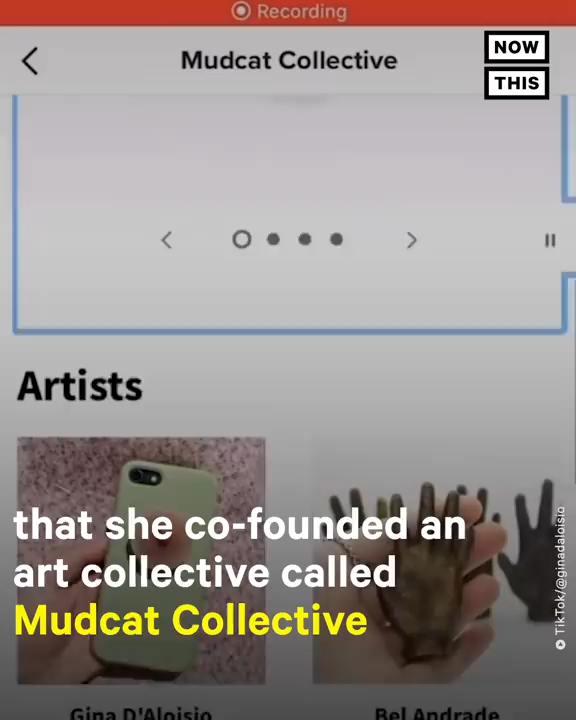 Recording
Mudcat Collective
NOW
THIS
Artists
that she co-founded an
art collective called
Mudcat Collective
TikTok/@ginadaloisio
Gina D'Aloisio
Bel Andrade